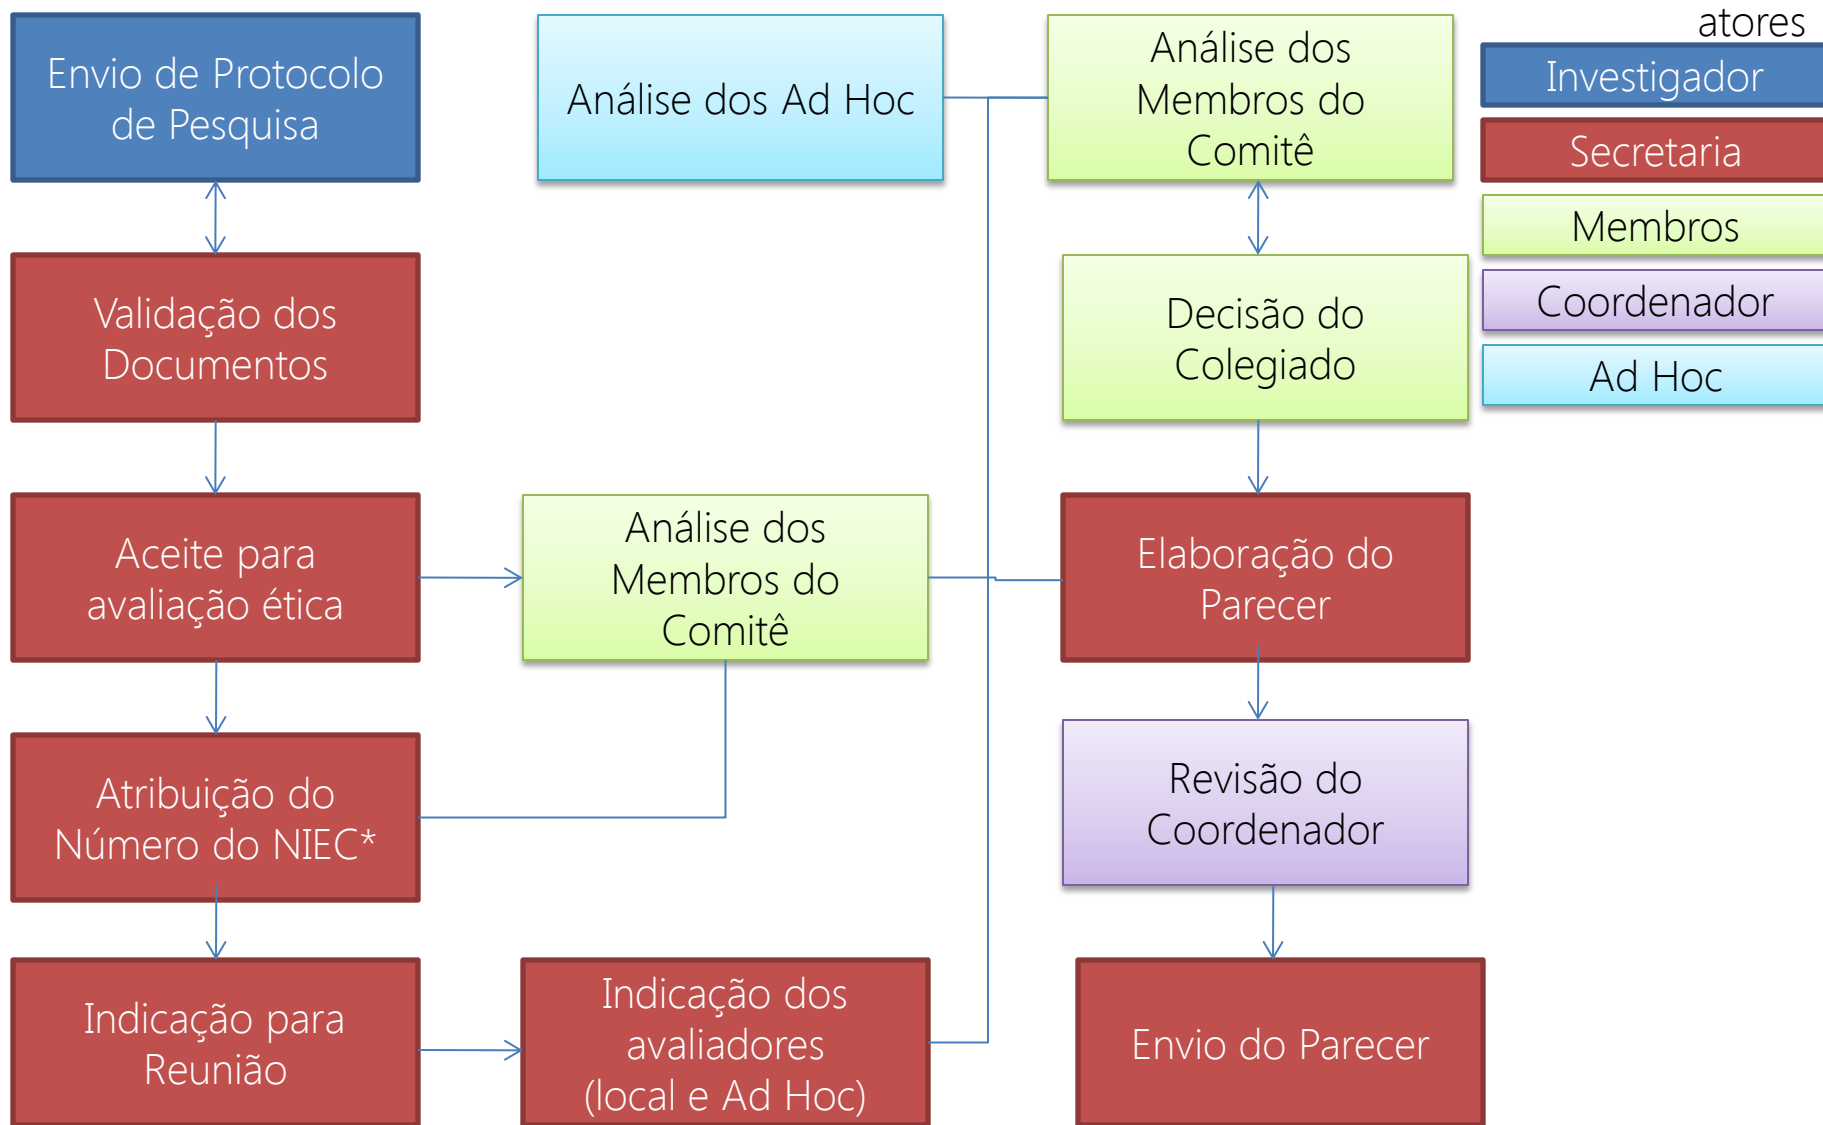 Envio de Protocolo
de Pesquisa
Validação dos
Documentos
Aceite para
avaliação ética
Atribuição do
Número do NIEC*
Indicação para
Reunião
Análise dos Ad Hoc
Análise dos
Membros do
Comitê
Indicação dos
avaliadores
(local e Ad Hoc)
Análise dos
Membros do
Comitê
Decisão do
Colegiado
Elaboração do
Parecer
Revisão do
Coordenador
Envio do Parecer
atores
Investigador
Secretaria
Membros
Coordenador
Ad Hoc